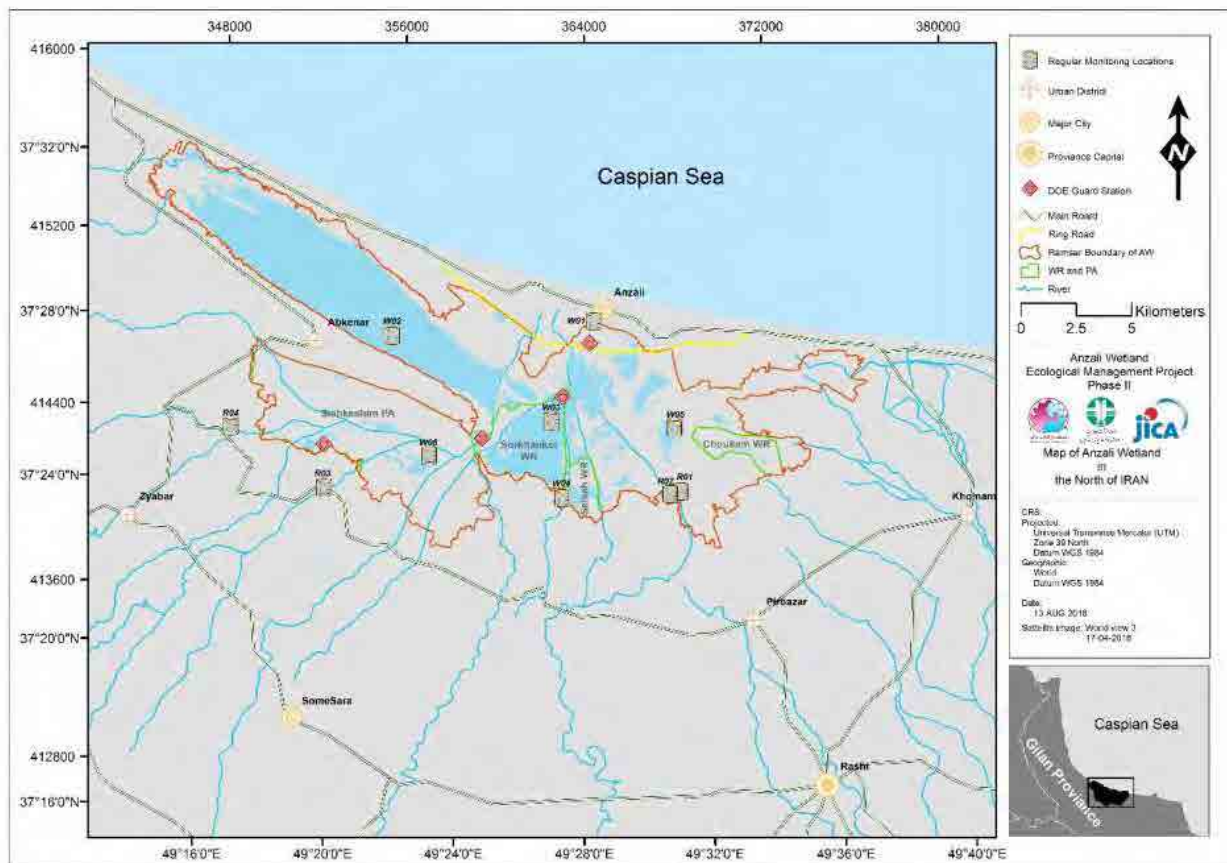 348000
356000
364000
372000
380000
416000
37°32'0"N
415200
37°28'0"N
414400
37°24'0"N
413600
37°20'0"N
412800
37°16'0"N
Caspian Sea
Anzali
W01
Abkenar
W02
R04
Siahkeshim PA
W03
W05
Choukam WR
W06
Selkeh WR
R03
W04
R02
R01
Zyabar
Khomam
Pirbazar
SomeSara
Rasht
49°16'0"E
49°20'0"E
49°24'0"E
49°28'0"E
49°32'0"E
49°36'0"E
49°40'0"E
Regular Monitoring Locations
Urban District
Major City
Proviance Capital
N
DOE Guard Station
Main Roard
Ring Road
Ramsar Boundary of AW
WR and PA
River
Kilometers
0 2.5 5
Anzali Wetland
Ecological Management Project
Phase II
jICA
Map of Anzali Wetland
in
the North of IRAN
CRS:
Projected:
Universal Transverse Mercator (UTM)
Zone 39 North
Datum WGS 1984
Geographic:
World
Datum WGS 1984
Date:
13 AUG 2018
Sattelite Image: World view 3
17-04-2018
Caspian Sea
Gilan Proviance